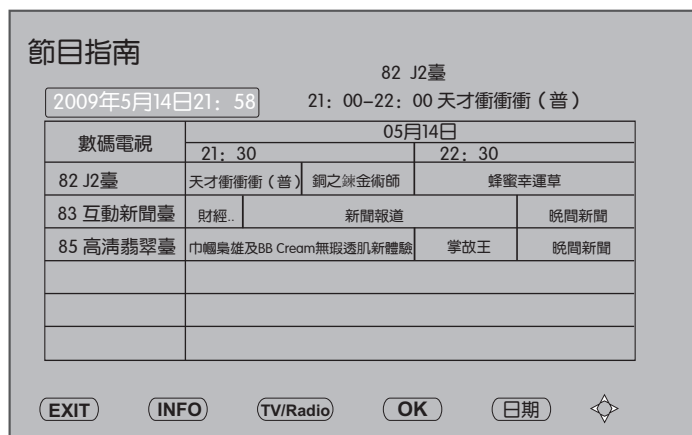 節目指南
82 J2臺
2009年5月14日21：58
21：00–22：00 天才衝衝衝（普）
數碼電視
05月14日
21：30 22：30
82 J2臺 天才衝衝衝（普） 銅之鍊金術師 蜂蜜幸運草
83 互動新聞臺 財經.. 新聞報道 晚間新聞
85 高清翡翠臺 巾幗梟雄及BB Cream無瑕透肌新體驗 掌故王 晚間新聞
EXIT INFO TV/Radio OK 日期